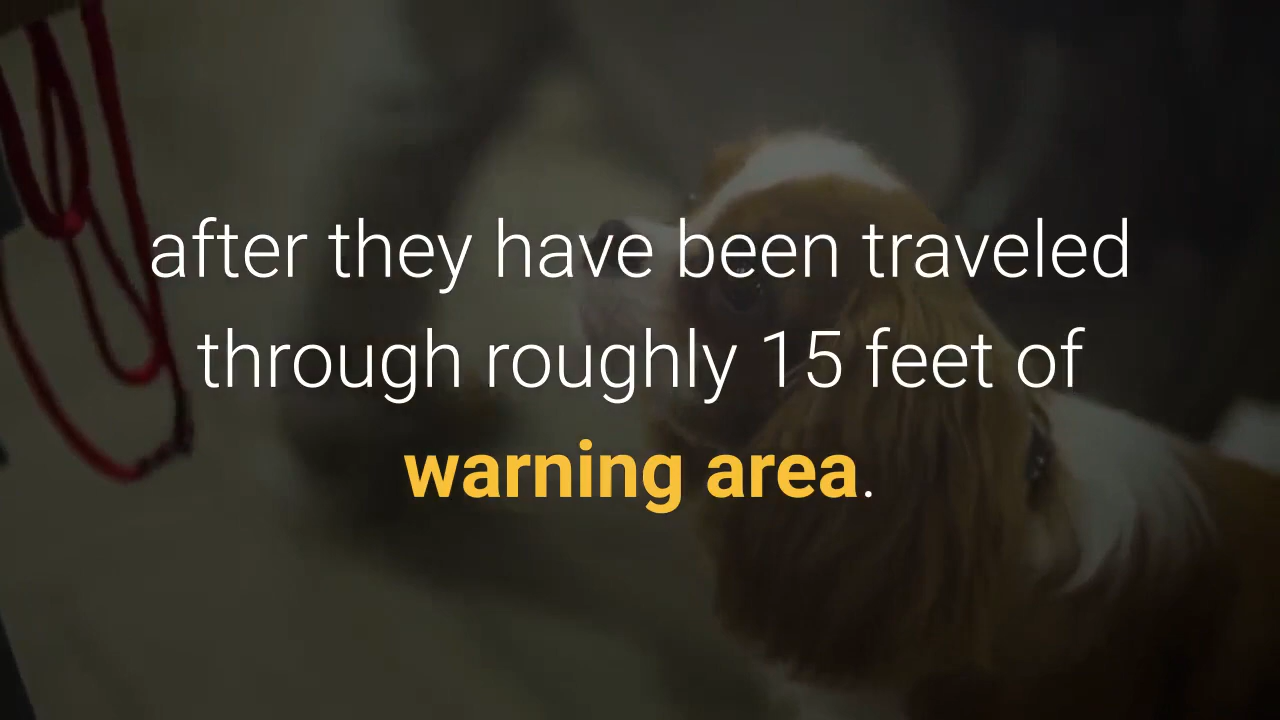 after they have been traveled
through roughly 15 feet of
warning area.